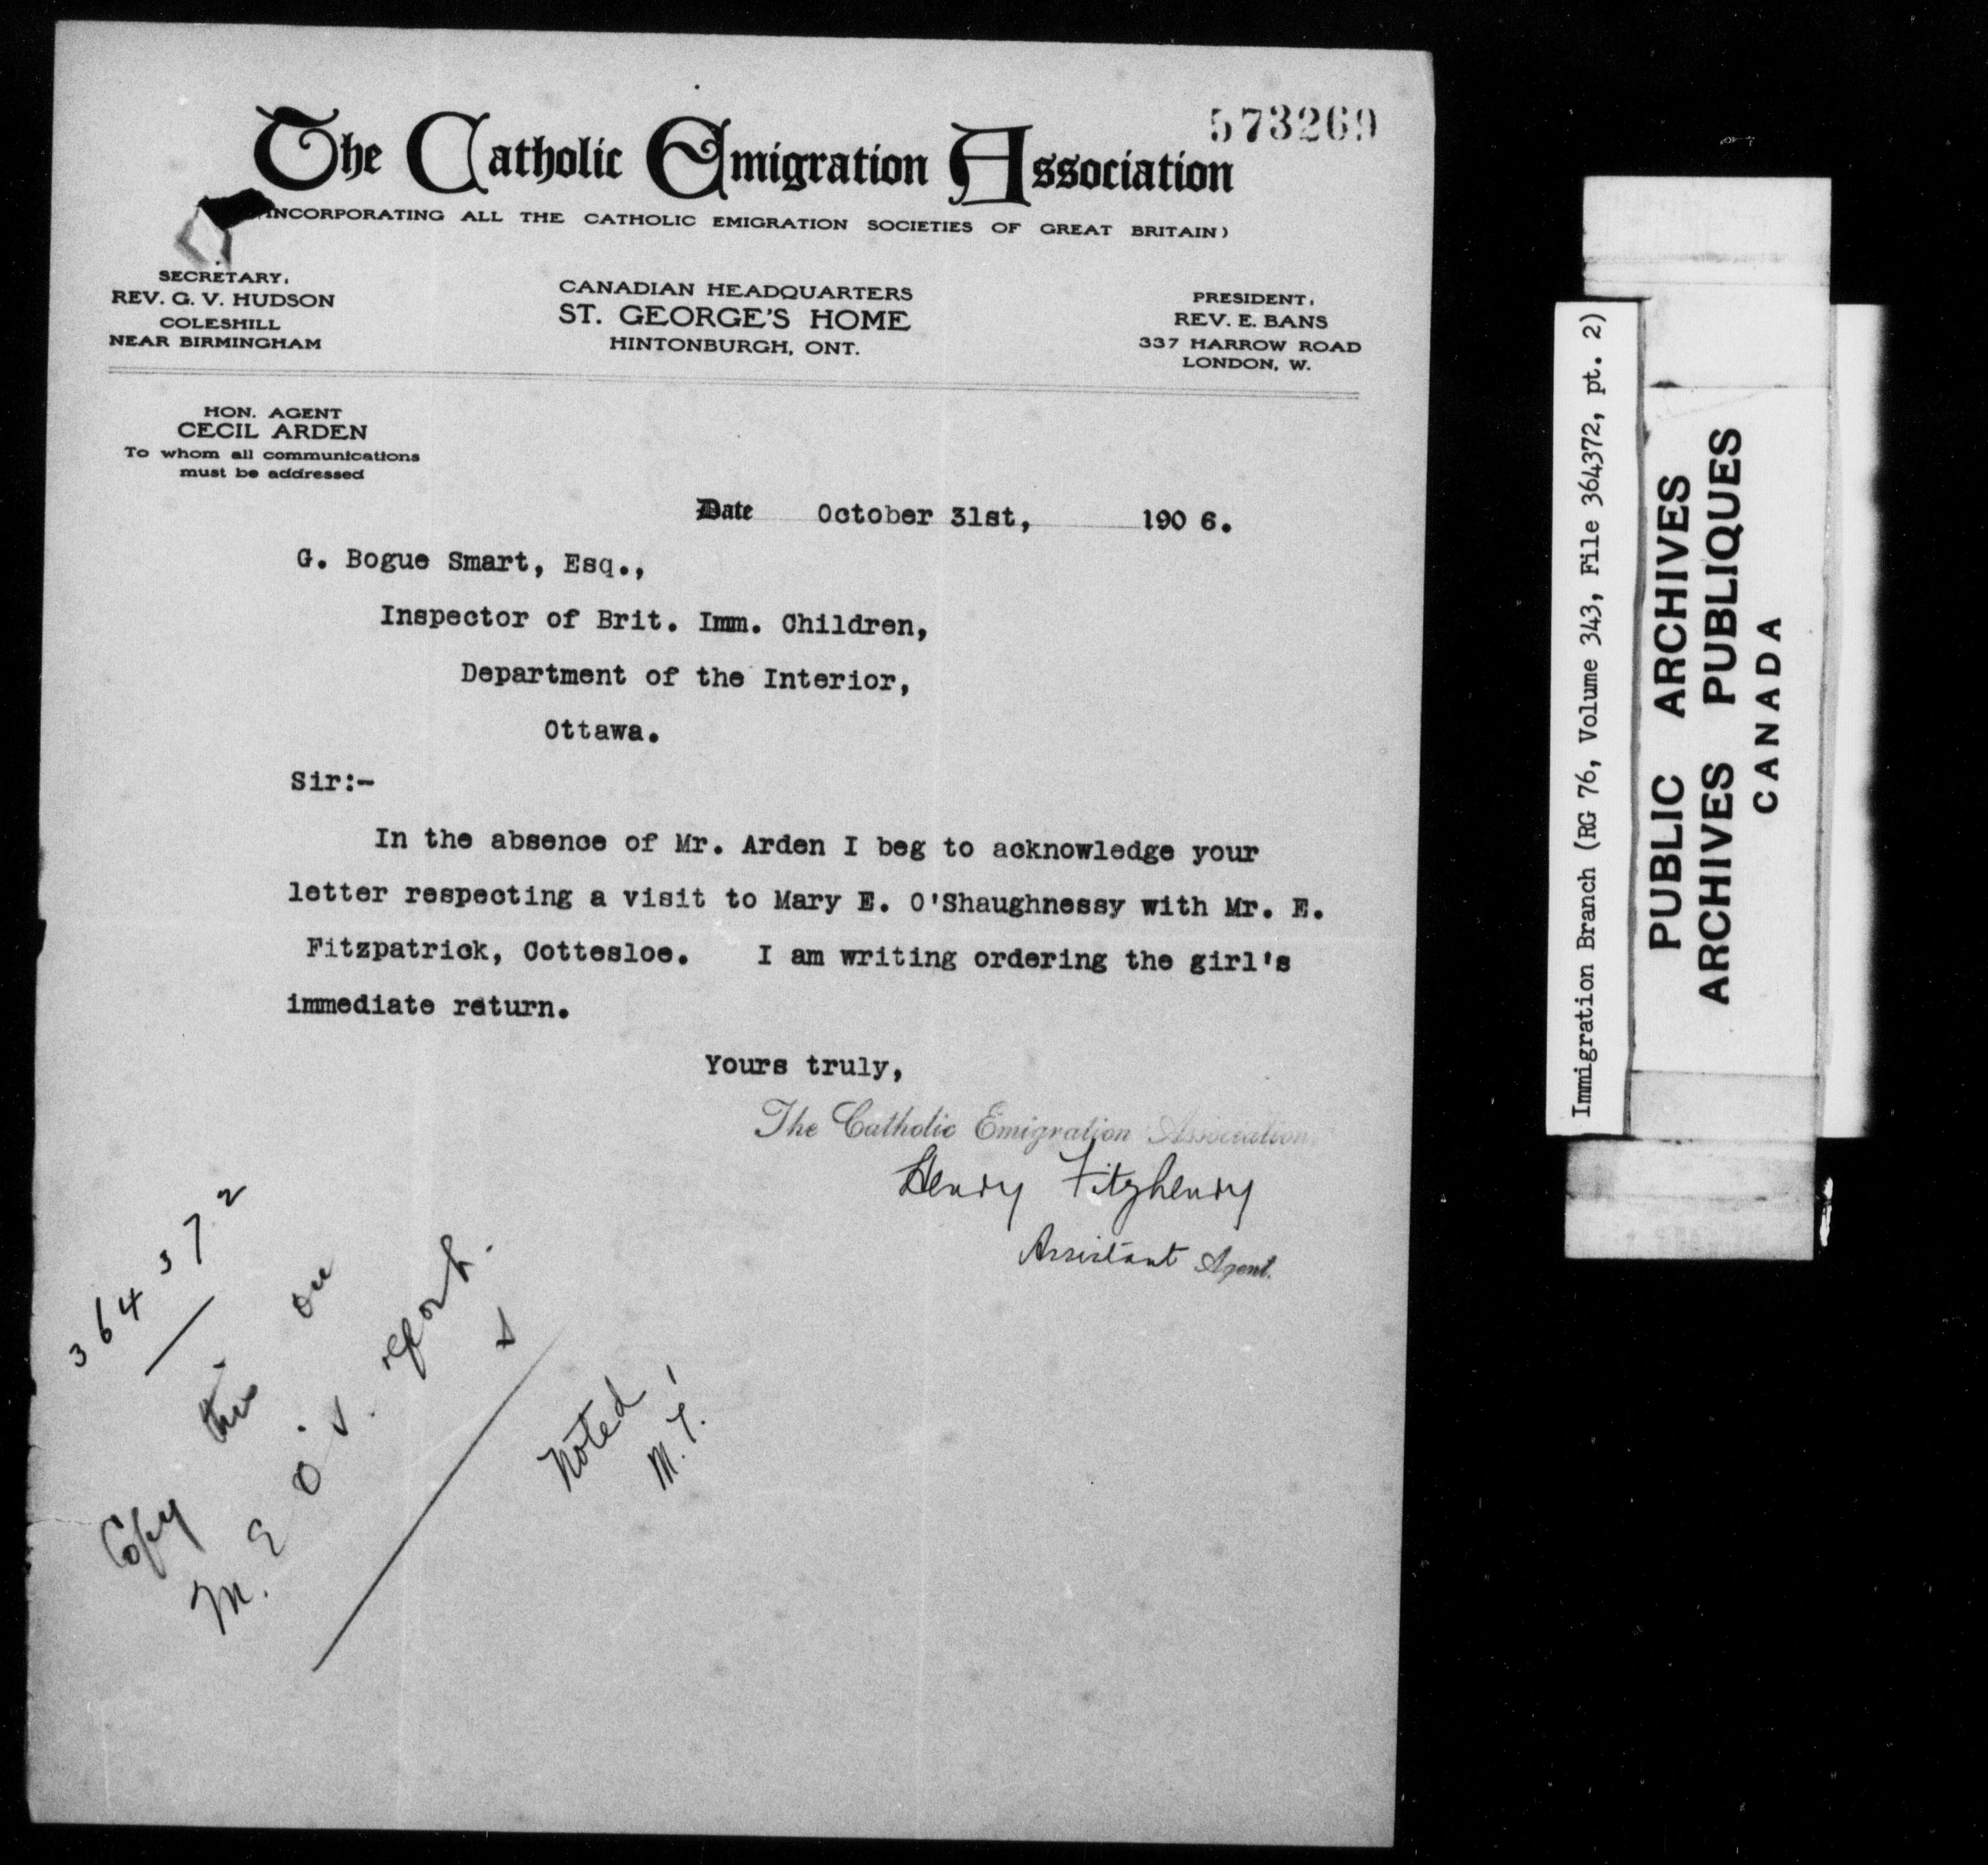 573269
The Catholic Emigration Association
(INCORPORATING ALL THE CATHOLIC EMIGRATION SOCIETIES OF GREAT BRITAIN)
SECRETARY,
REV. G. V. HUDSON
COLESHILL
NEAR BIRMINGHAM
CANADIAN HEADQUARTERS
ST. GEORGE'S HOME
HINTONBURGH, ONT.
PRESIDENT,
REV. E. BANS
337 HARROW ROAD
LONDON, W.
HON. AGENT
CECIL ARDEN
To whom all communications
must be addressed
Date October 31st, 190 6.
G. Bogue Smart, Esq.,
Inspector of Brit. Imm. Children,
Department of the Interior,
Ottawa.
Sir:-
In the absence of Mr. Arden I beg to acknowledge your
letter respecting a visit to Mary E. O'Shaughnessy with Mr. E.
Fitzpatrick, Cottesloe. I am writing ordering the girl's
immediate return.
Yours truly,
The Catholic Emigration Association
Henry Fitzhenry
Assistant Agent.
364372
Copy this on
M. E O'S. report.
S
Noted!
Immigration Branch (RG 76, Volume 343, File 364372, pt. 2)
PUBLIC ARCHIVES
ARCHIVES PUBLIQUES
CANADA